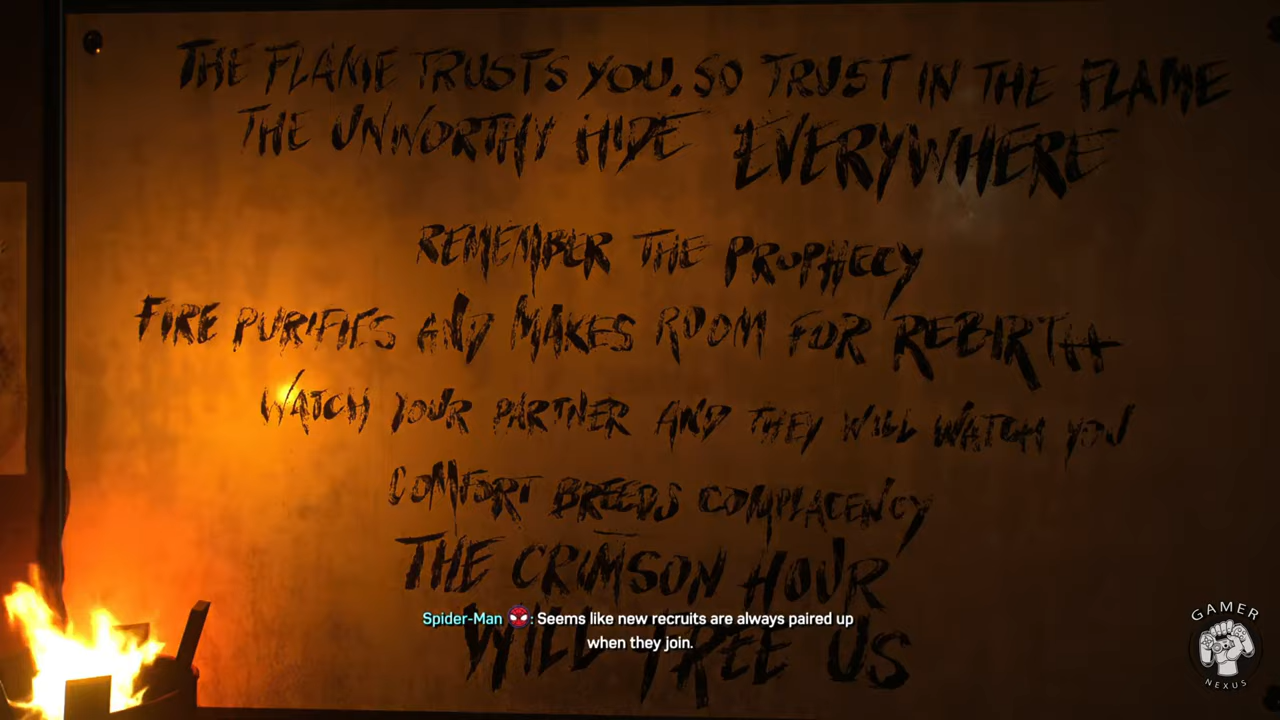 THE FLAME TRUSTS YOU. SO TRUST IN THE FLAME
THE UNWORTHY HIDE EVERYWHERE
REMEMBER THE PROPHECY
FIRE PURIFIES AND MAKES ROOM FOR REBIRTH
WATCH YOUR PARTNER AND THEY WILL WATCH YOU
COMFORT BREEDS COMPLACENCY
THE CRIMSON HOUR
WILL FREE US
Spider-Man : Seems like new recruits are always paired up
when they join.
GAMER
NEXUS